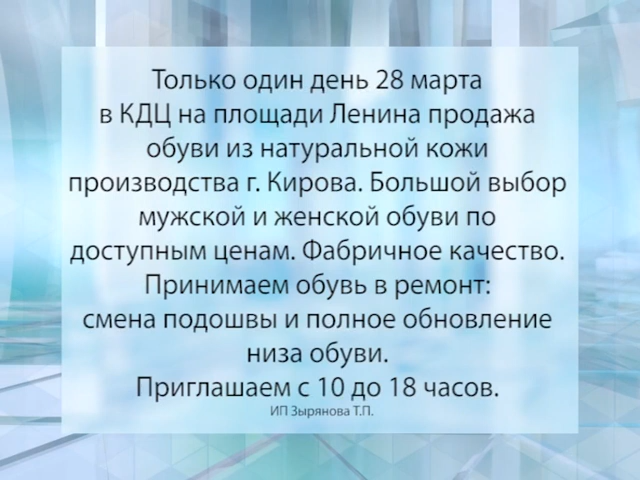 Только один день 28 марта
в КДЦ на площади Ленина продажа
обуви из натуральной кожи
производства г. Кирова. Большой выбор
мужской и женской обуви по
доступным ценам. Фабричное качество.
Принимаем обувь в ремонт:
смена подошвы и полное обновление
низа обуви.
Приглашаем с 10 до 18 часов.
ИП Зырянова Т.П.